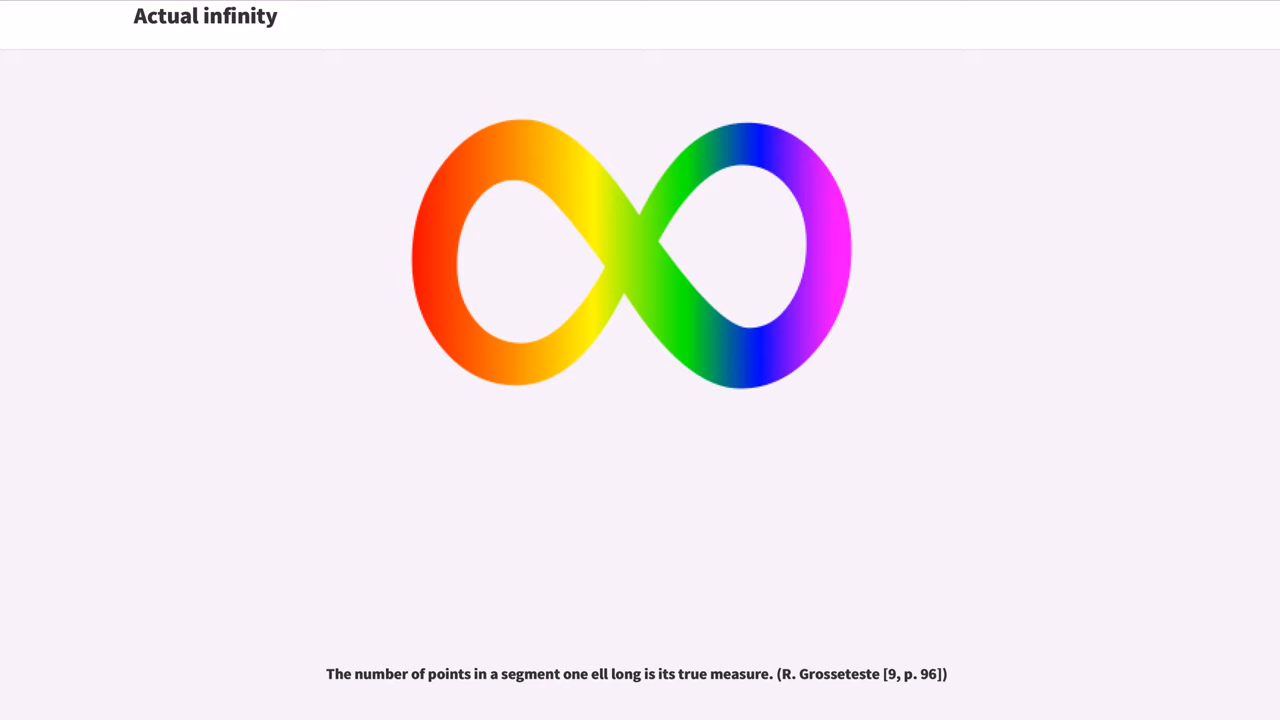 Actual infinity
The number of points in a segment one ell long is its true measure. (R. Grosseteste [9, p. 96])